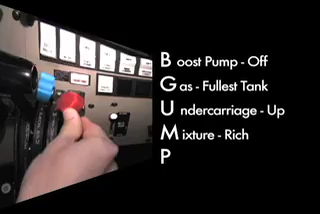 Boost Pump - Off
Gas - Fullest Tank
Undercarriage - Up
Mixture - Rich
P